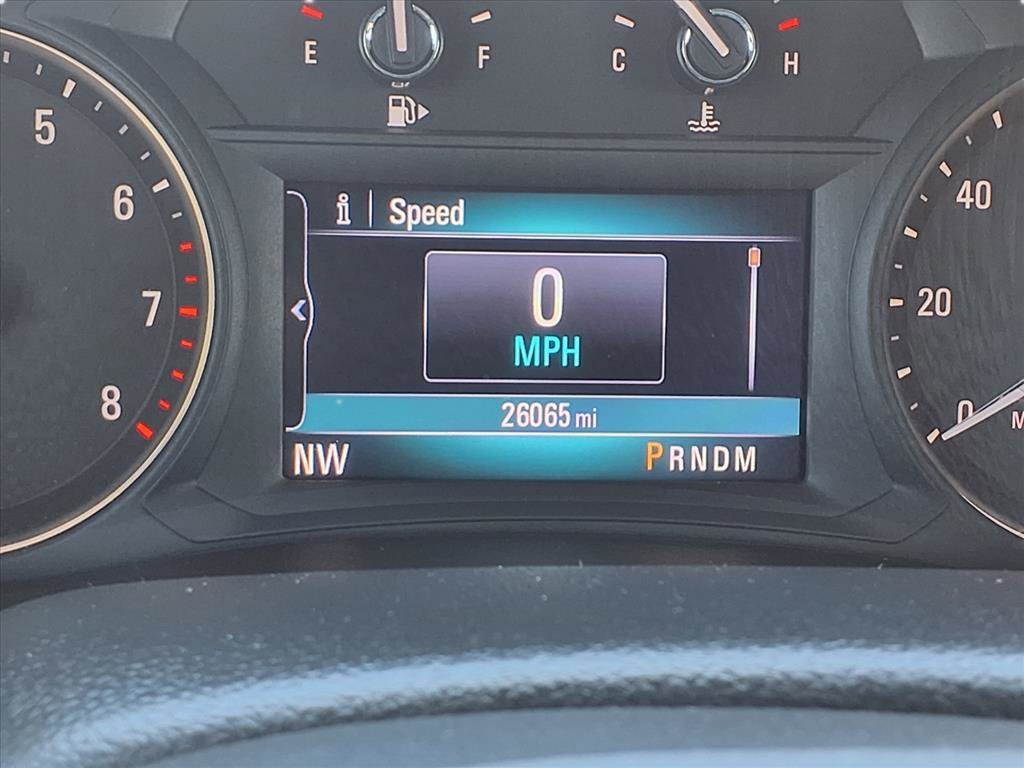 E F
C H
5
6
7
8
i Speed
0
MPH
26065 mi
NW PRNDM
40
20
0
M